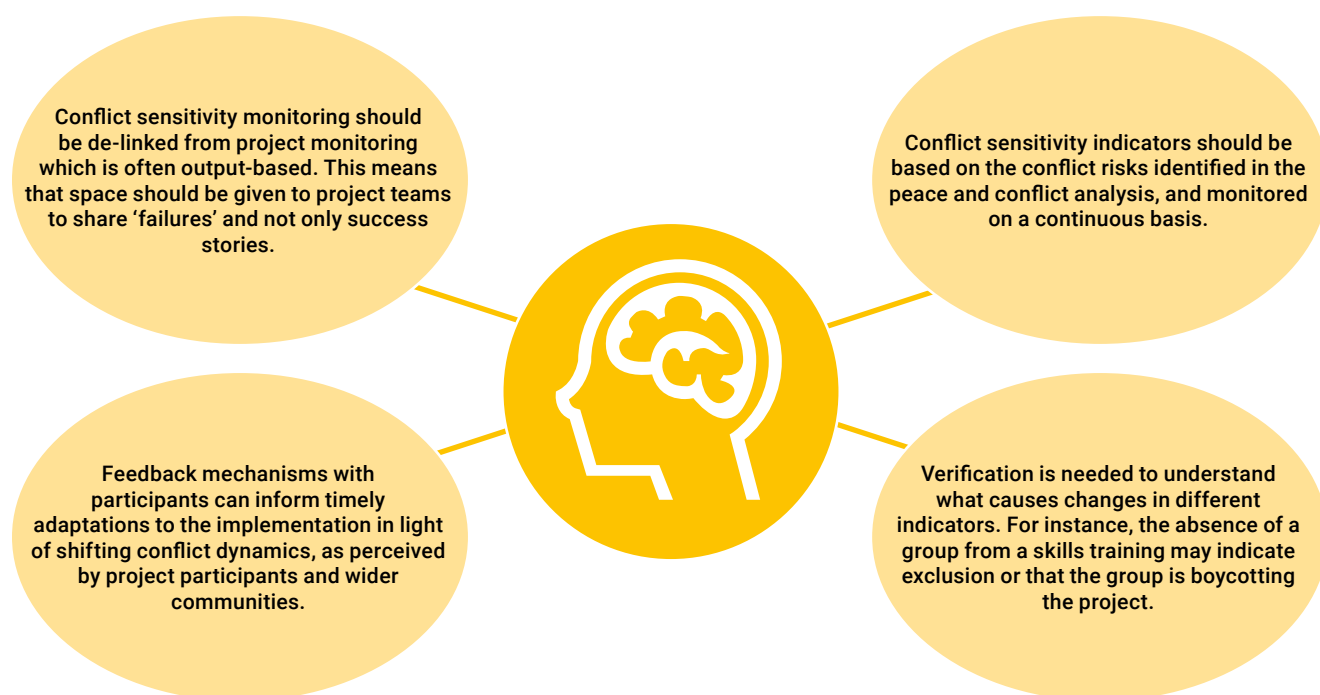 Conflict sensitivity monitoring should
be de-linked from project monitoring
which is often output-based. This means
that space should be given to project teams
to share ‘failures’ and not only success
stories.
Conflict sensitivity indicators should be
based on the conflict risks identified in the
peace and conflict analysis, and monitored
on a continuous basis.
Feedback mechanisms with
participants can inform timely
adaptations to the implementation in light
of shifting conflict dynamics, as perceived
by project participants and wider
communities.
Verification is needed to understand
what causes changes in different
indicators. For instance, the absence of a
group from a skills training may indicate
exclusion or that the group is boycotting
the project.